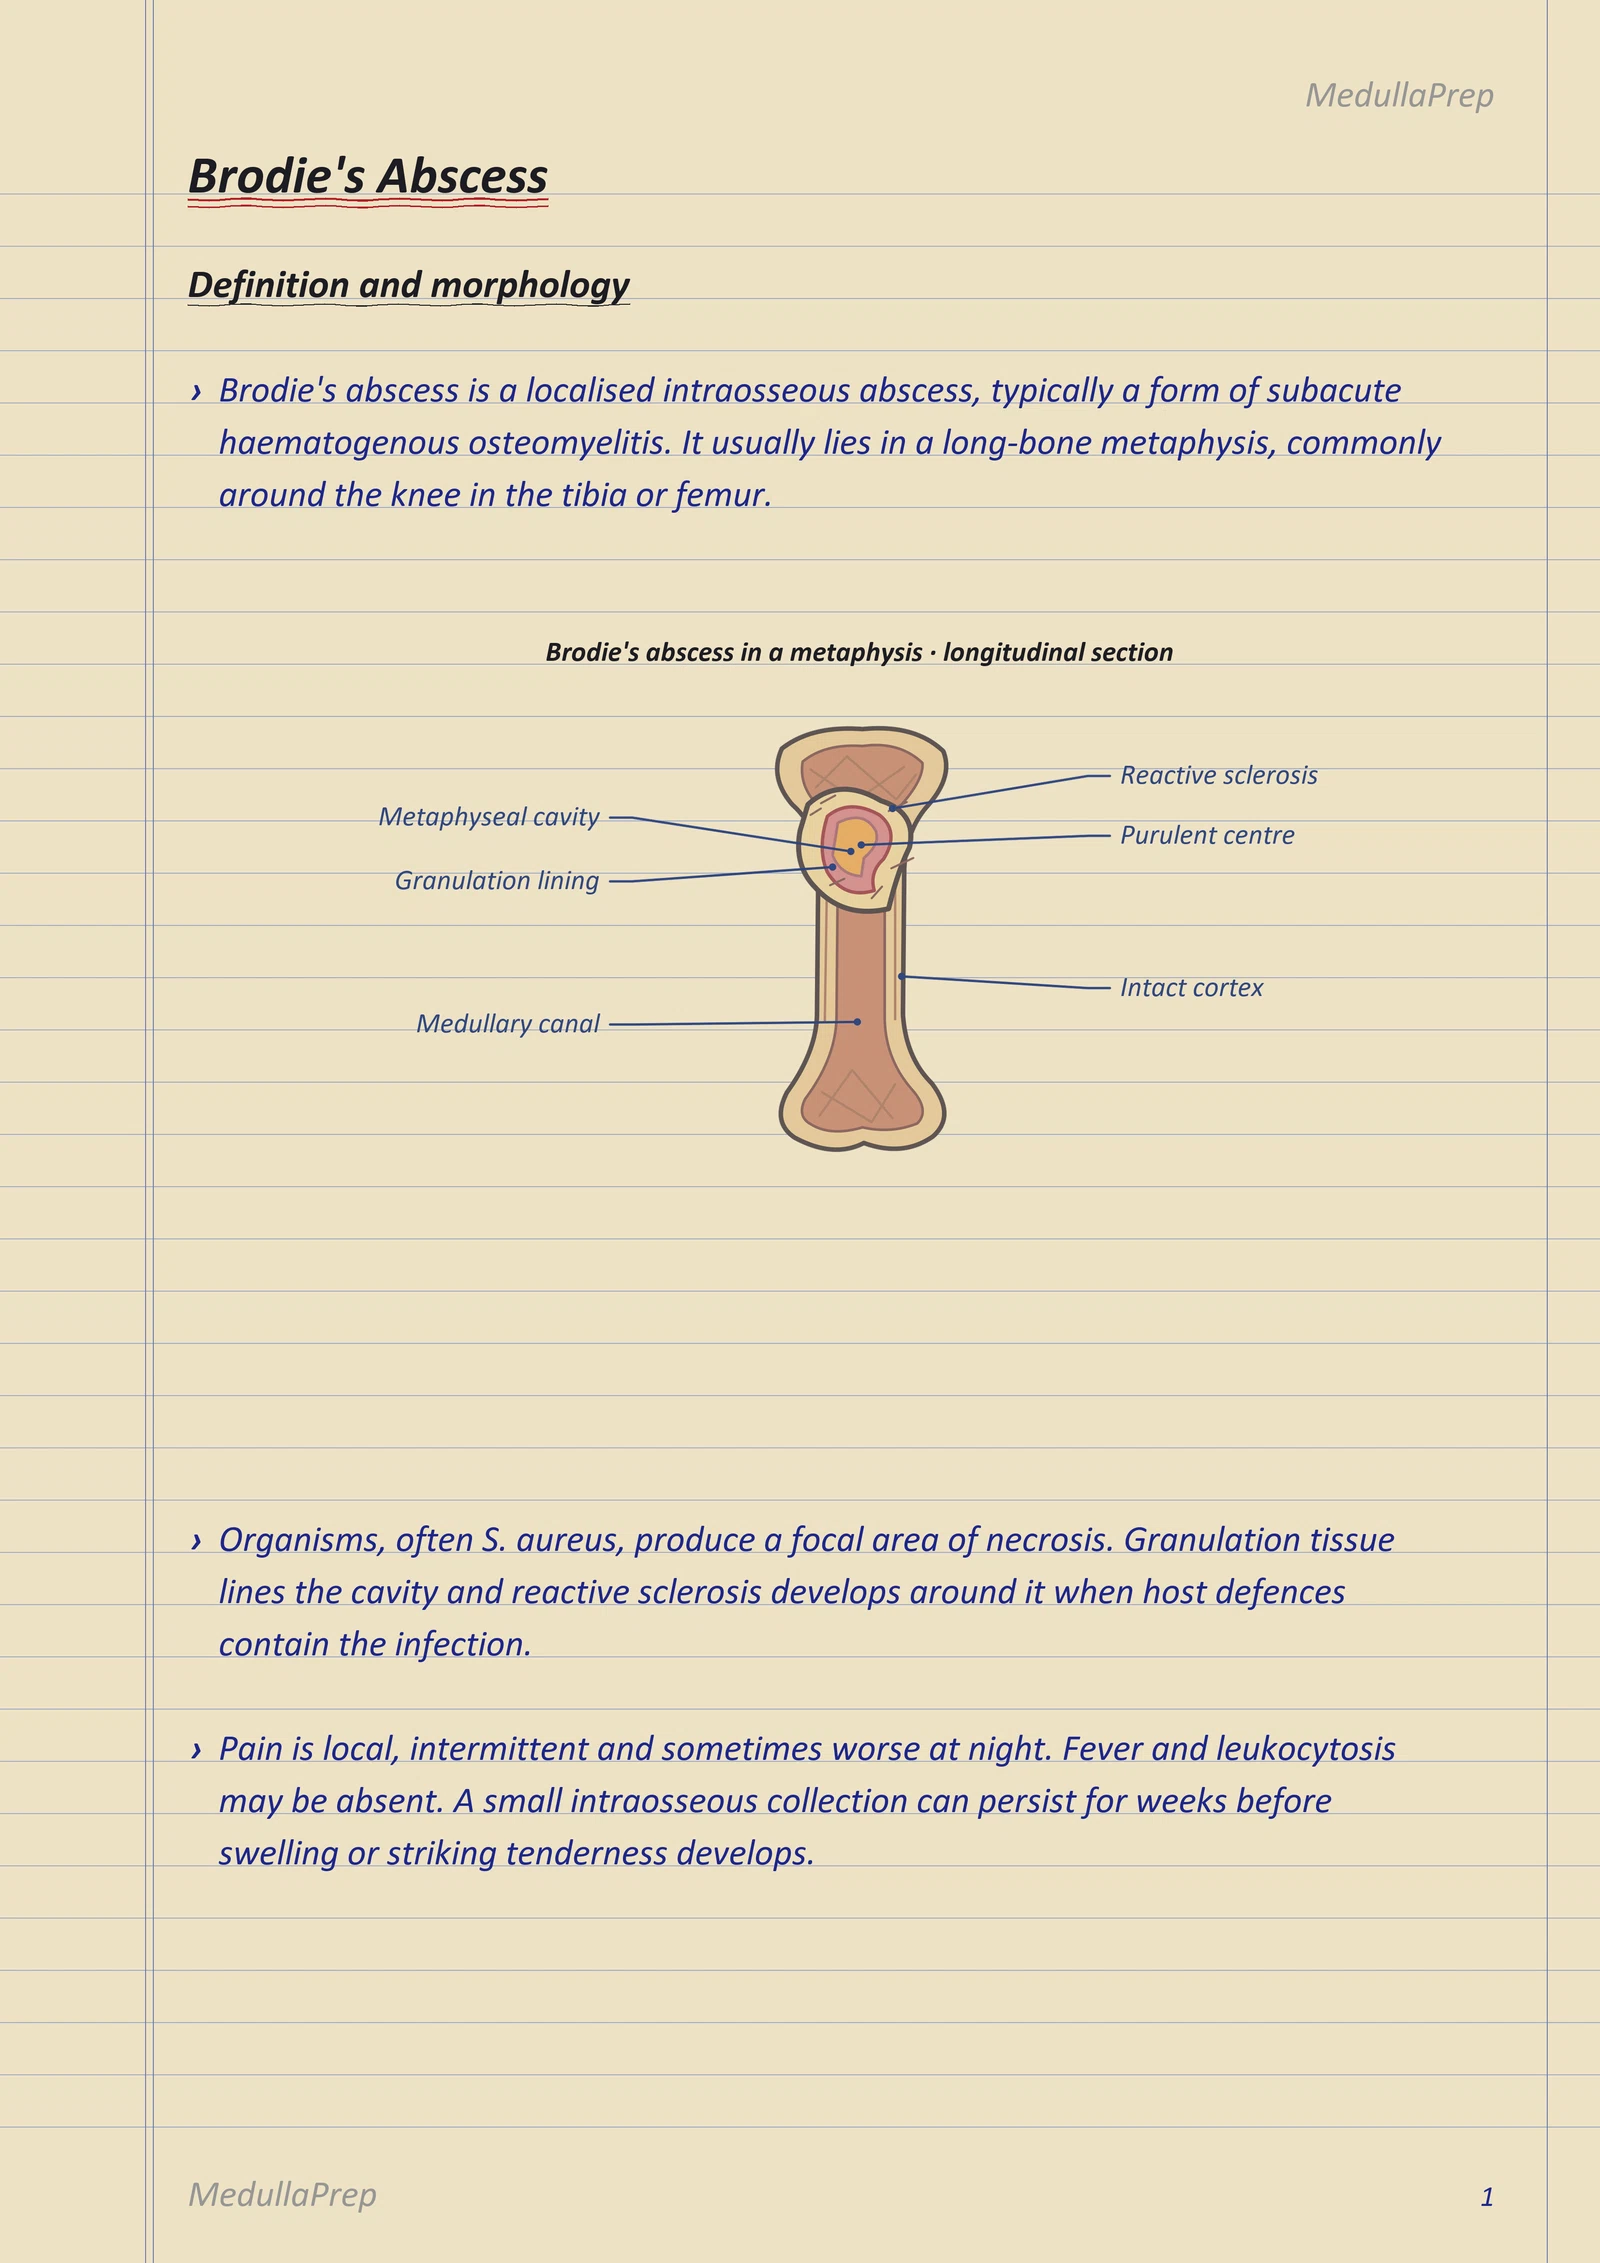 MedullaPrep
Brodie's Abscess
Definition and morphology
› Brodie's abscess is a localised intraosseous abscess, typically a form of subacute
haematogenous osteomyelitis. It usually lies in a long-bone metaphysis, commonly
around the knee in the tibia or femur.
Brodie's abscess in a metaphysis · longitudinal section
Reactive sclerosis
Metaphyseal cavity
Purulent centre
Granulation lining
Intact cortex
Medullary canal
› Organisms, often S. aureus, produce a focal area of necrosis. Granulation tissue
lines the cavity and reactive sclerosis develops around it when host defences
contain the infection.
› Pain is local, intermittent and sometimes worse at night. Fever and leukocytosis
may be absent. A small intraosseous collection can persist for weeks before
swelling or striking tenderness develops.
MedullaPrep
1